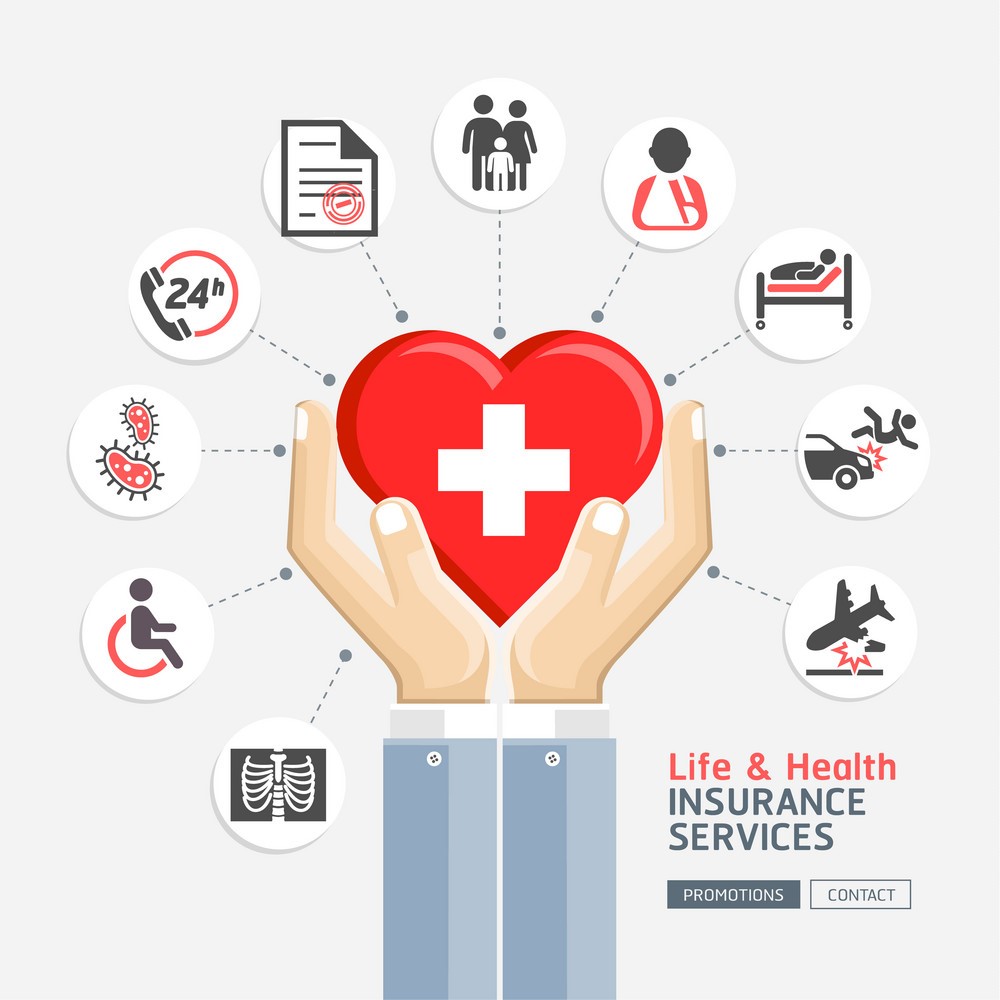 24h
Life & Health
INSURANCE
SERVICES
PROMOTIONS
CONTACT